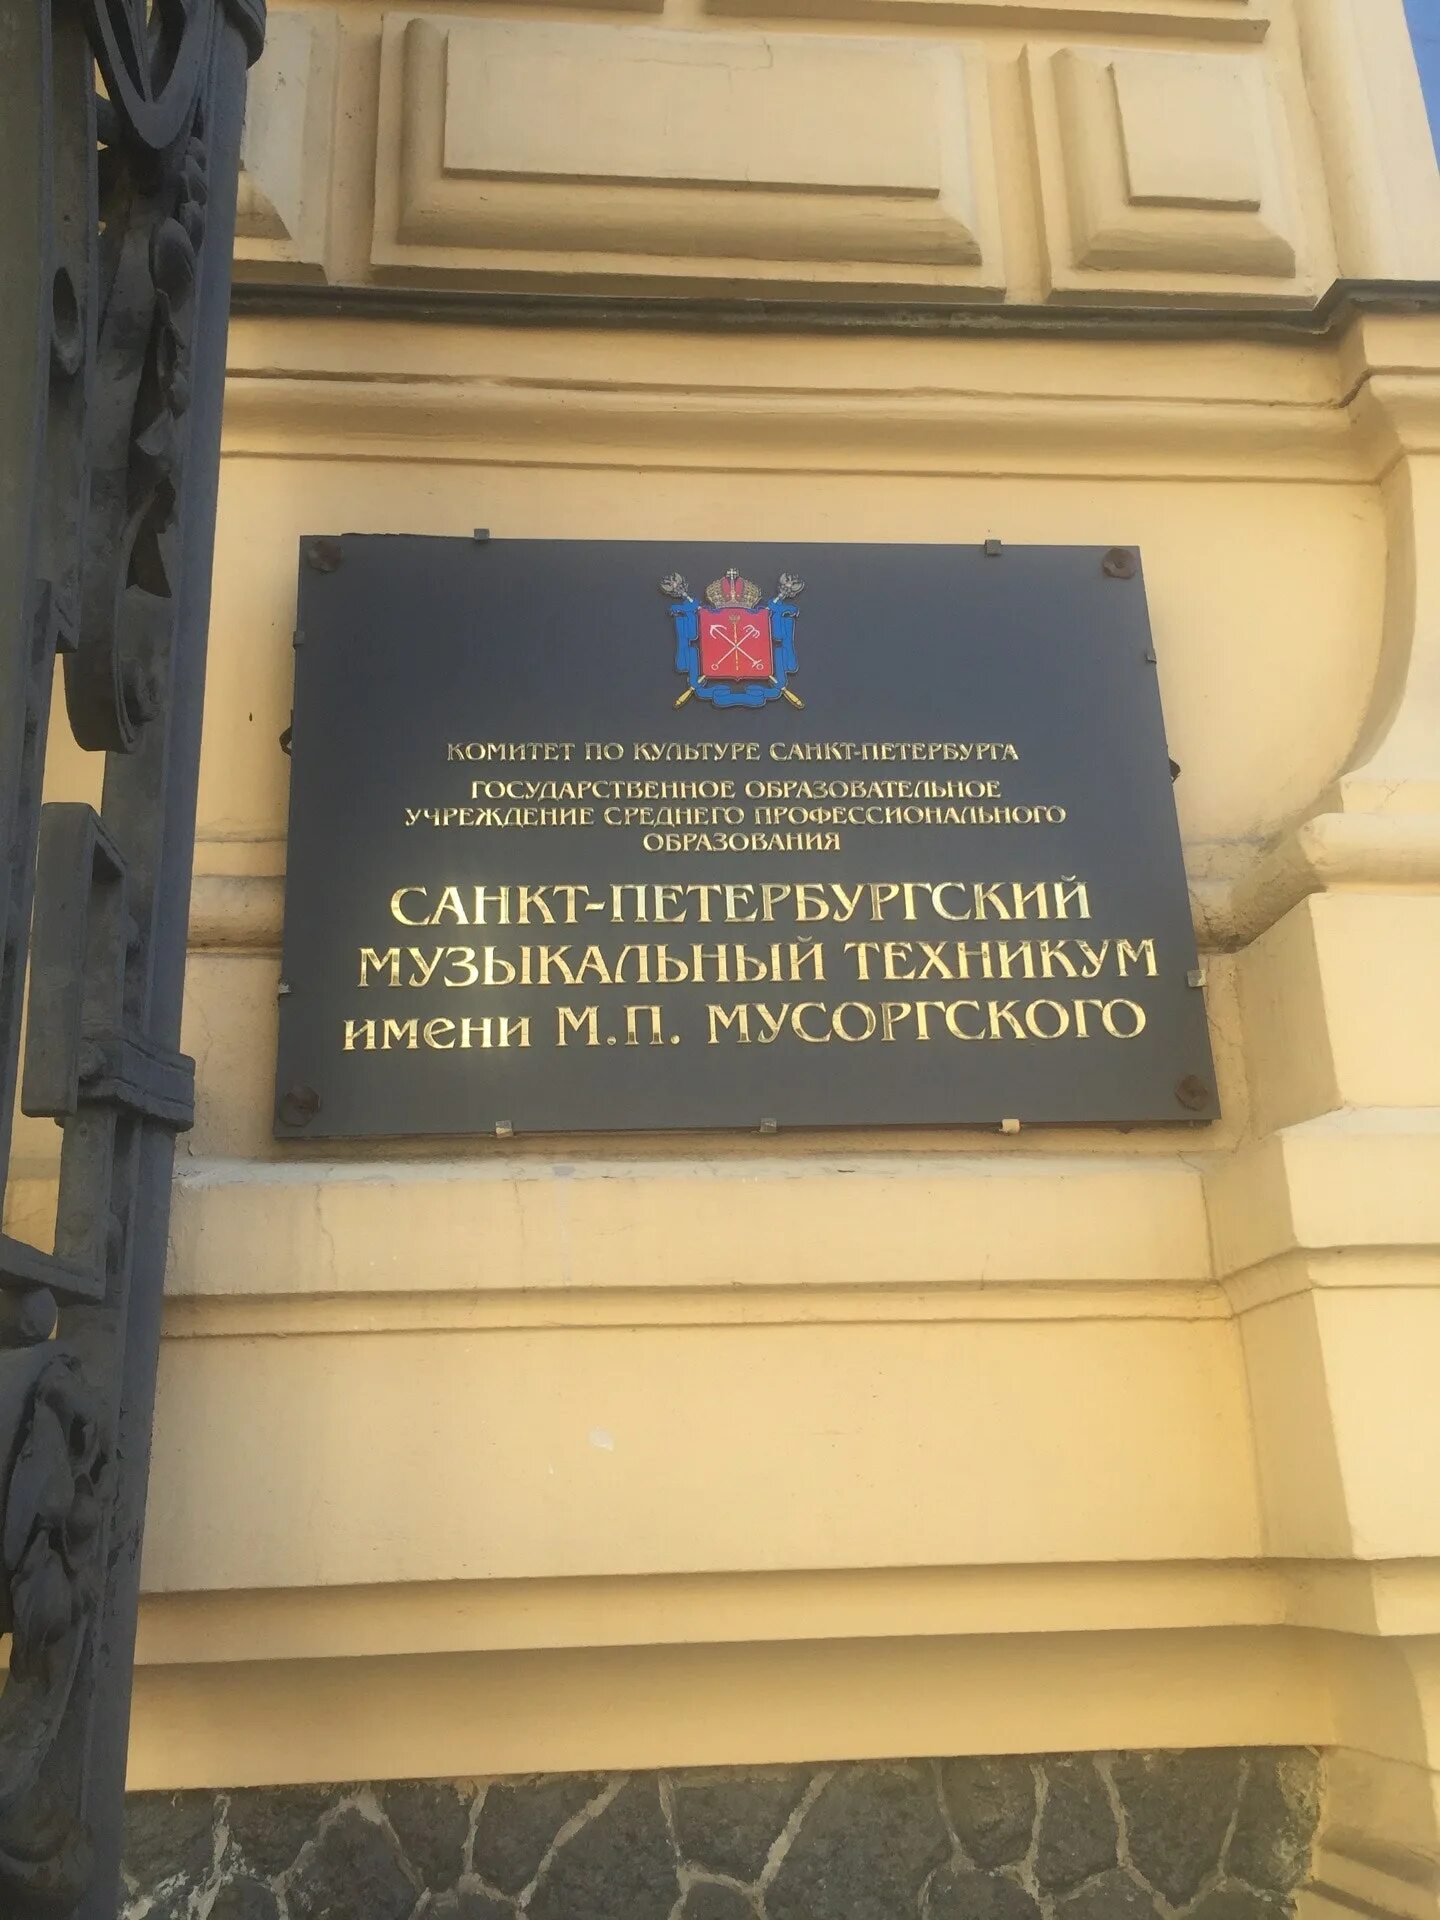 КОМИТЕТ ПО КУЛЬТУРЕ САНКТ-ПЕТЕРБУРГА
ГОСУДАРСТВЕННОЕ ОБРАЗОВАТЕЛЬНОЕ
УЧРЕЖДЕНИЕ СРЕДНЕГО ПРОФЕССИОНАЛЬНОГО
ОБРАЗОВАНИЯ
САНКТ-ПЕТЕРБУРГСКИЙ
МУЗЫКАЛЬНЫЙ ТЕХНИКУМ
имени М.П. МУСОРГСКОГО